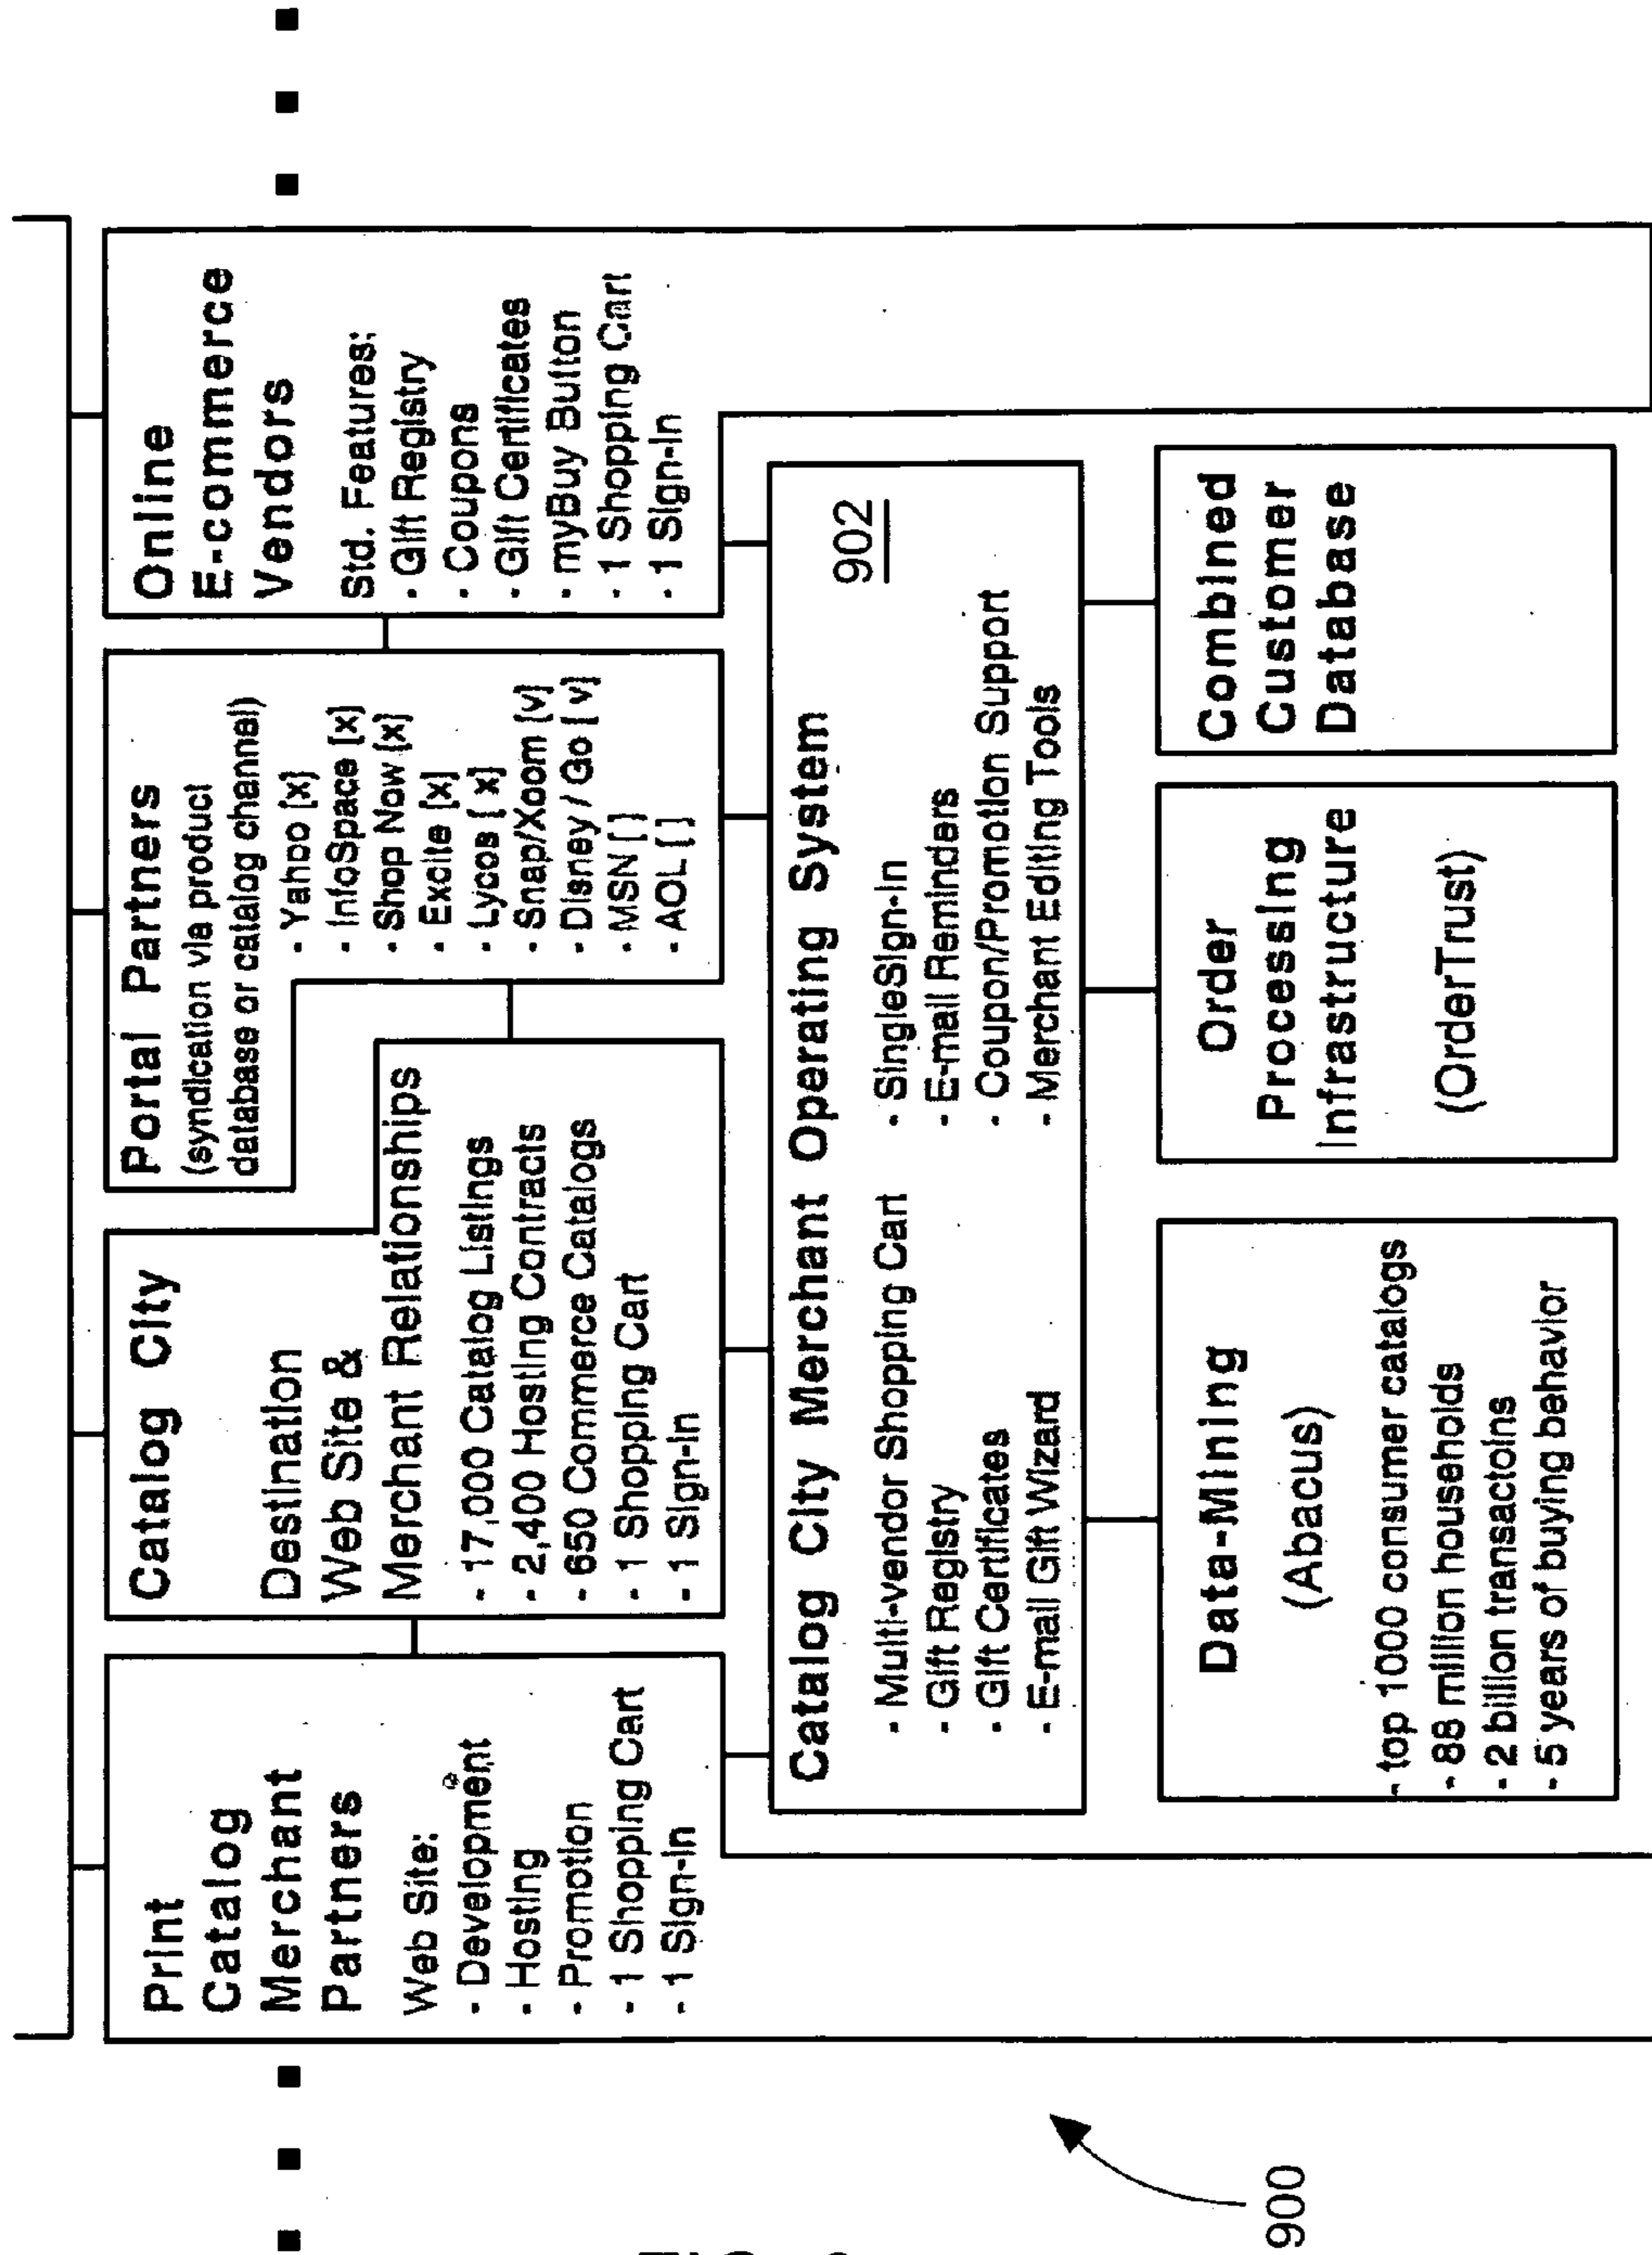 Print
Catalog
Merchant
Partners
Web Site:
- Development
- Hosting
- Promotion
- 1 Shopping Cart
- 1 Sign-In
Catalog City
Destination
Web Site &
Merchant Relationships
- 17,000 Catalog Listings
- 2,400 Hosting Contracts
- 650 Commerce Catalogs
- 1 Shopping Cart
- 1 Sign-In
Portal Partners
(syndication via product
database or catalog channel)
- Yahoo [x]
- InfoSpace [x]
- Shop Now [x]
- Excite [x]
- Lycos [ x]
- Snap/Xoom [v]
- Disney / Go [ v]
- MSN [ ]
- AOL [ ]
Online
E-commerce
Vendors
Std. Features:
- Gift Registry
- Coupons
- Gift Certificates
- myBuy Button
- 1 Shopping Cart
- 1 Sign-In
Catalog City Merchant Operating System
902
- Multi-vendor Shopping Cart
- Gift Registry
- Gift Certificates
- E-mail Gift Wizard
- SingleSign-In
- E-mail Reminders
- Coupon/Promotion Support
- Merchant Editing Tools
Data-Mining
(Abacus)
- top 1000 consumer catalogs
- 88 million households
- 2 billion transactoins
- 5 years of buying behavior
Order
Processing
Infrastructure
(OrderTrust)
Combined
Customer
Database
900